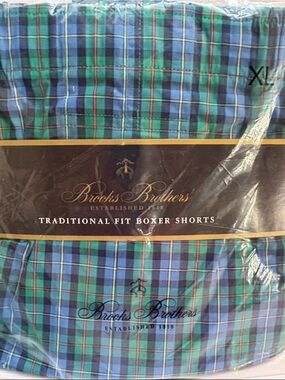 XL
Brooks Brothers
ESTABLISHED 1818
TRADITIONAL FIT BOXER SHORTS
Brooks Brothers
ESTABLISHED 1818